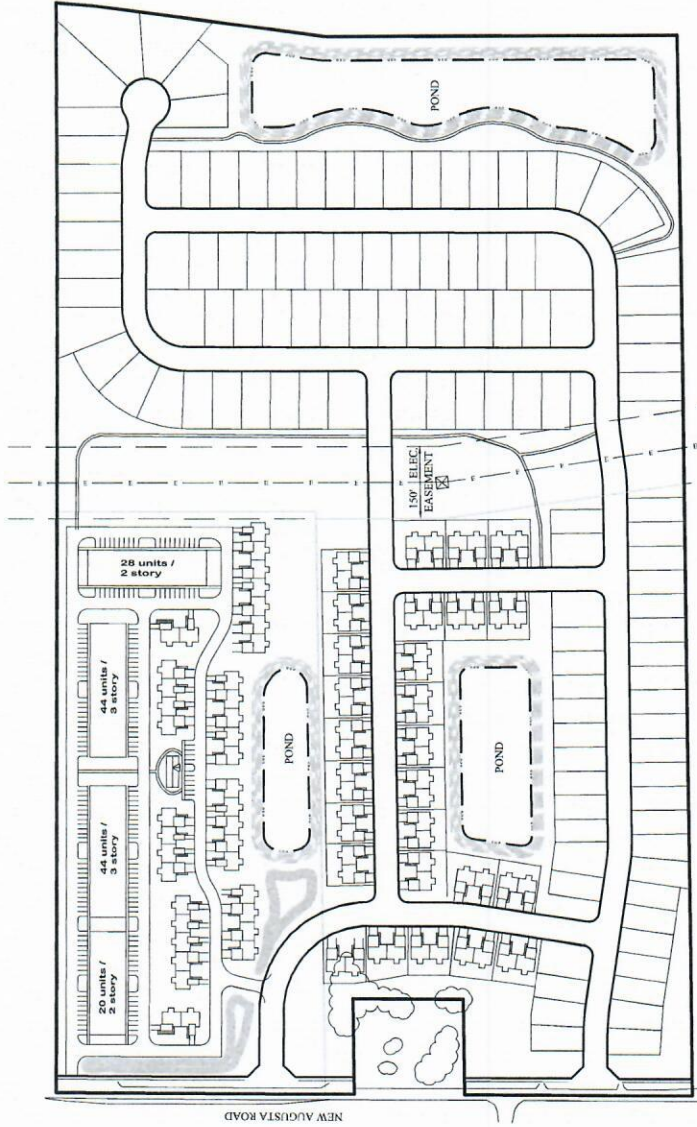 POND
150' ELEC.
EASEMENT
28 units /
2 story
44 units /
3 story
POND
POND
44 units /
3 story
20 units /
2 story
NEW AUGUSTA ROAD